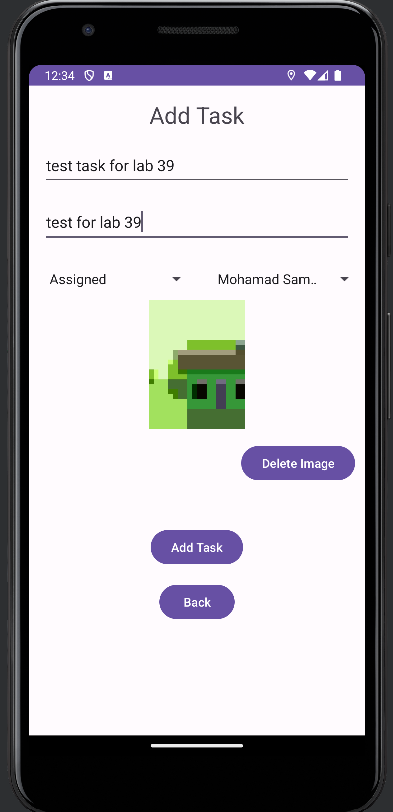 12:34
Add Task
test task for lab 39
test for lab 39
Assigned
Mohamad Sam..
Delete Image
Add Task
Back